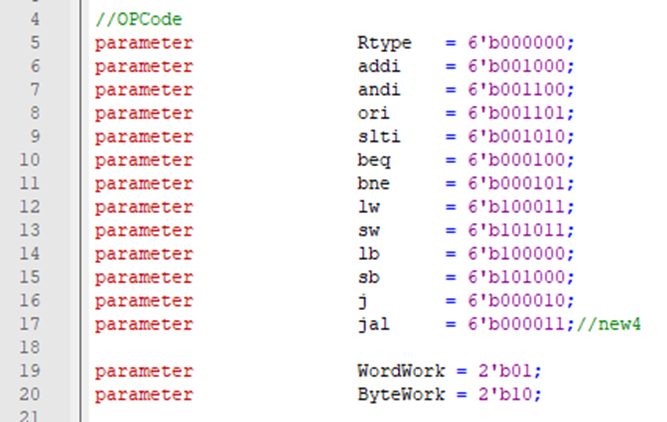 4 //OPCode
5 parameter Rtype = 6'b000000;
6 parameter addi = 6'b001000;
7 parameter andi = 6'b001100;
8 parameter ori = 6'b001101;
9 parameter slti = 6'b001010;
10 parameter beq = 6'b000100;
11 parameter bne = 6'b000101;
12 parameter lw = 6'b100011;
13 parameter sw = 6'b101011;
14 parameter lb = 6'b100000;
15 parameter sb = 6'b101000;
16 parameter j = 6'b000010;
17 parameter jal = 6'b000011;//new4
18
19 parameter WordWork = 2'b01;
20 parameter ByteWork = 2'b10;
21